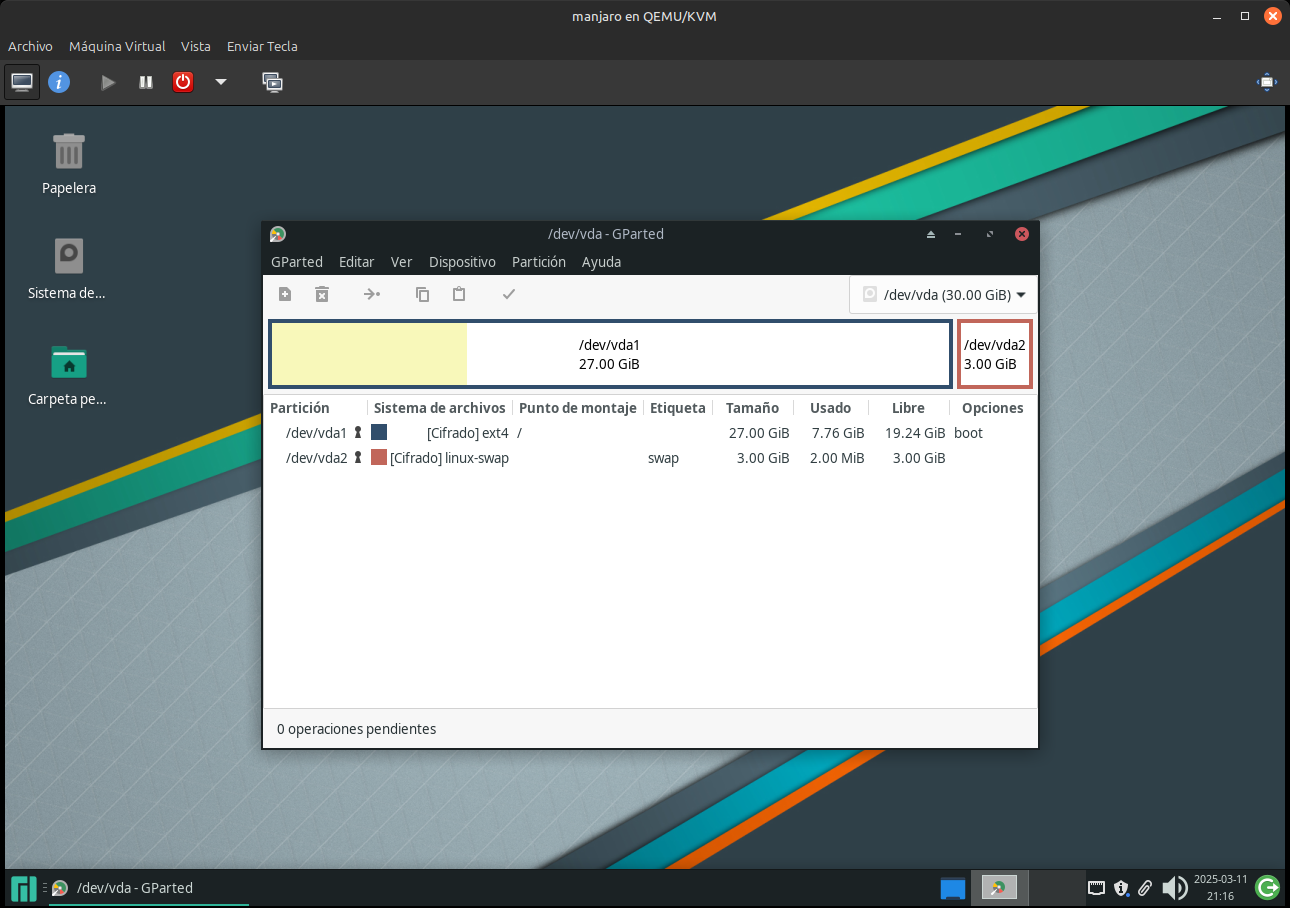 manjaro en QEMU/KVM
Archivo Máquina Virtual Vista Enviar Tecla
Papelera
Sistema de...
Carpeta pe...
/dev/vda - GParted
GParted Editar Ver Dispositivo Partición Ayuda
/dev/vda (30.00 GiB)
/dev/vda1
27.00 GiB
/dev/vda2
3.00 GiB
Partición Sistema de archivos Punto de montaje Etiqueta Tamaño Usado Libre Opciones
/dev/vda1 [Cifrado] ext4 / 27.00 GiB 7.76 GiB 19.24 GiB boot
/dev/vda2 [Cifrado] linux-swap swap 3.00 GiB 2.00 MiB 3.00 GiB
0 operaciones pendientes
/dev/vda - GParted
2025-03-11
21:16